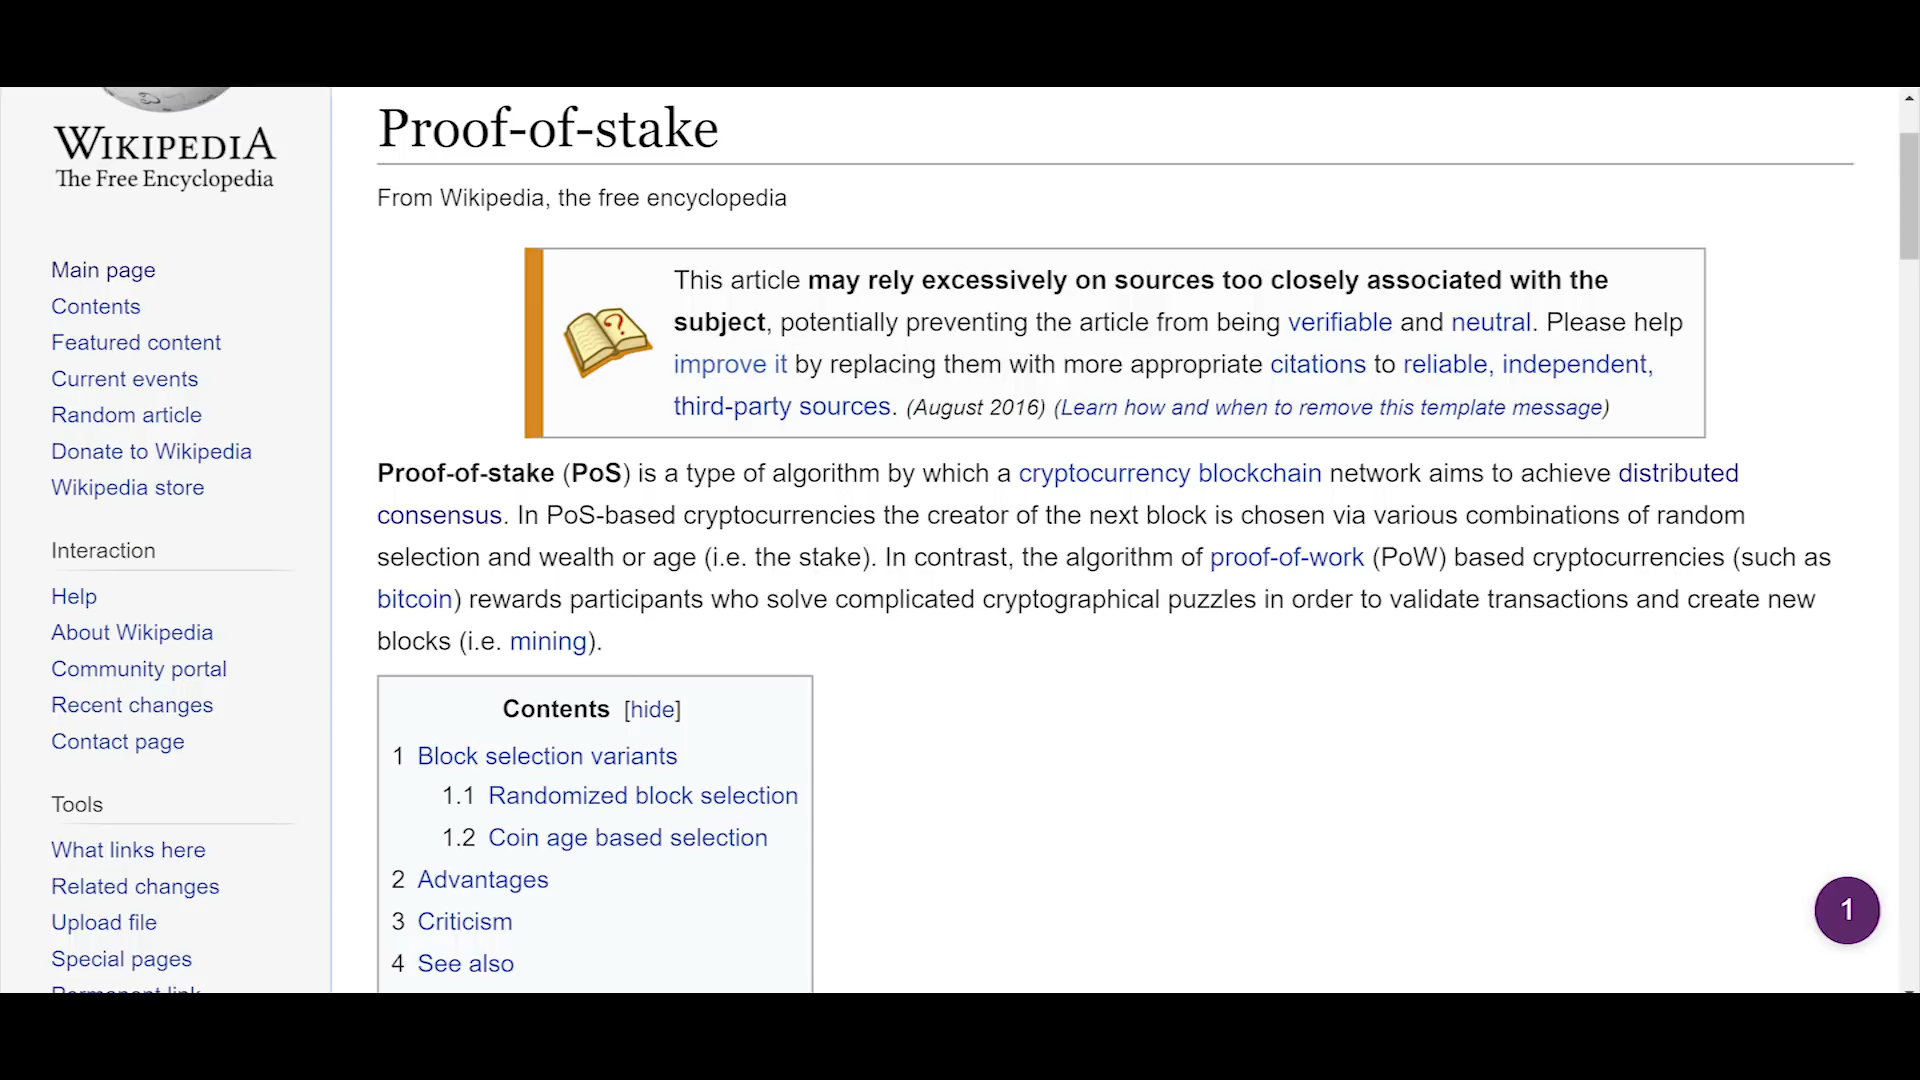 WIKIPEDIA
The Free Encyclopedia
Main page
Contents
Featured content
Current events
Random article
Donate to Wikipedia
Wikipedia store
Interaction
Help
About Wikipedia
Community portal
Recent changes
Contact page
Tools
What links here
Related changes
Upload file
Special pages
Permanent link
Proof-of-stake
From Wikipedia, the free encyclopedia
This article may rely excessively on sources too closely associated with the
subject, potentially preventing the article from being verifiable and neutral. Please help
improve it by replacing them with more appropriate citations to reliable, independent,
third-party sources. (August 2016) (Learn how and when to remove this template message)
Proof-of-stake (PoS) is a type of algorithm by which a cryptocurrency blockchain network aims to achieve distributed
consensus. In PoS-based cryptocurrencies the creator of the next block is chosen via various combinations of random
selection and wealth or age (i.e. the stake). In contrast, the algorithm of proof-of-work (PoW) based cryptocurrencies (such as
bitcoin) rewards participants who solve complicated cryptographical puzzles in order to validate transactions and create new
blocks (i.e. mining).
Contents [hide]
1 Block selection variants
1.1 Randomized block selection
1.2 Coin age based selection
2 Advantages
3 Criticism
4 See also
1